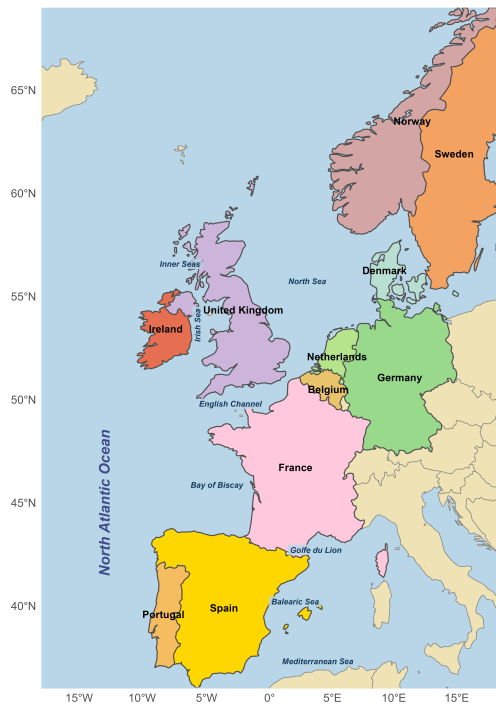 65°N
Norway
Sweden
60°N
Inner Seas
Denmark
North Sea
55°N
United Kingdom
Ireland
Irish Sea
Netherlands
Germany
Belgium
50°N
English Channel
France
Bay of Biscay
45°N
North Atlantic Ocean
Golfe du Lion
40°N
Balearic Sea
Spain
Portugal
Mediterranean Sea
15°W
10°W
5°W
0°
5°E
10°E
15°E